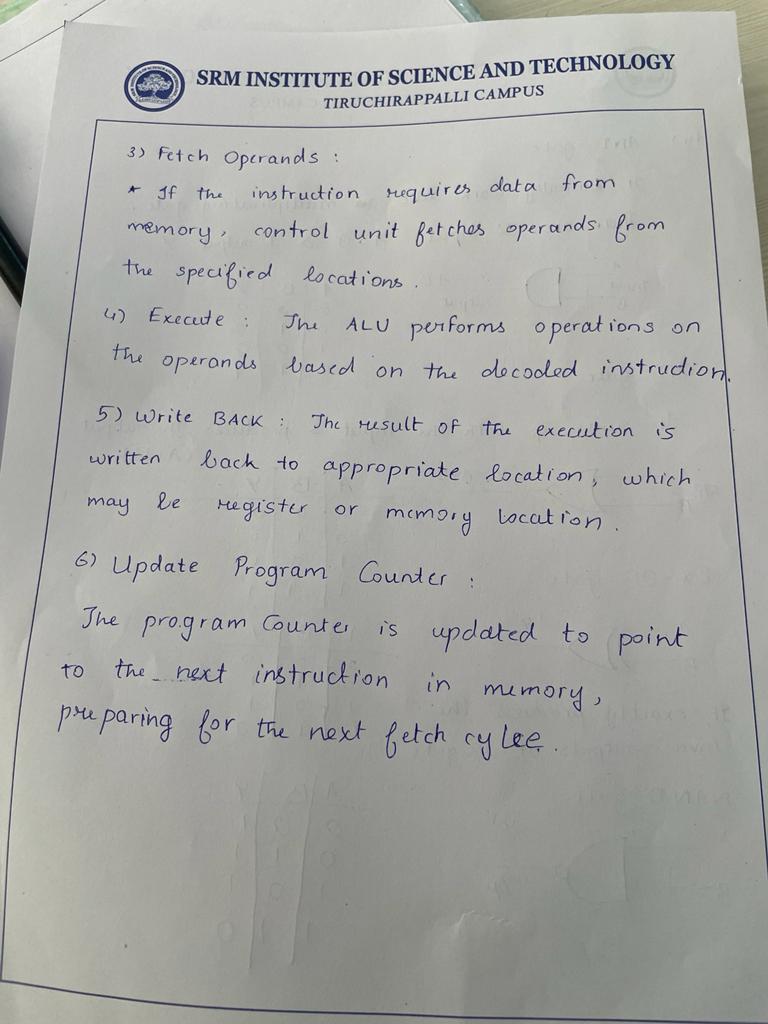 SRM INSTITUTE OF SCIENCE AND TECHNOLOGY
TIRUCHIRAPPALLI CAMPUS
3) Fetch Operands :
* If the instruction requires data from
memory, control unit fetches operands from
the specified locations.
4) Execute : The ALU performs operations on
the operands based on the decoded instruction.
5) Write BACK : The result of the execution is
written back to appropriate location, which
may be register or memory location.
6) Update Program Counter :
The program Counter is updated to point
to the next instruction in memory,
preparing for the next fetch cylce.